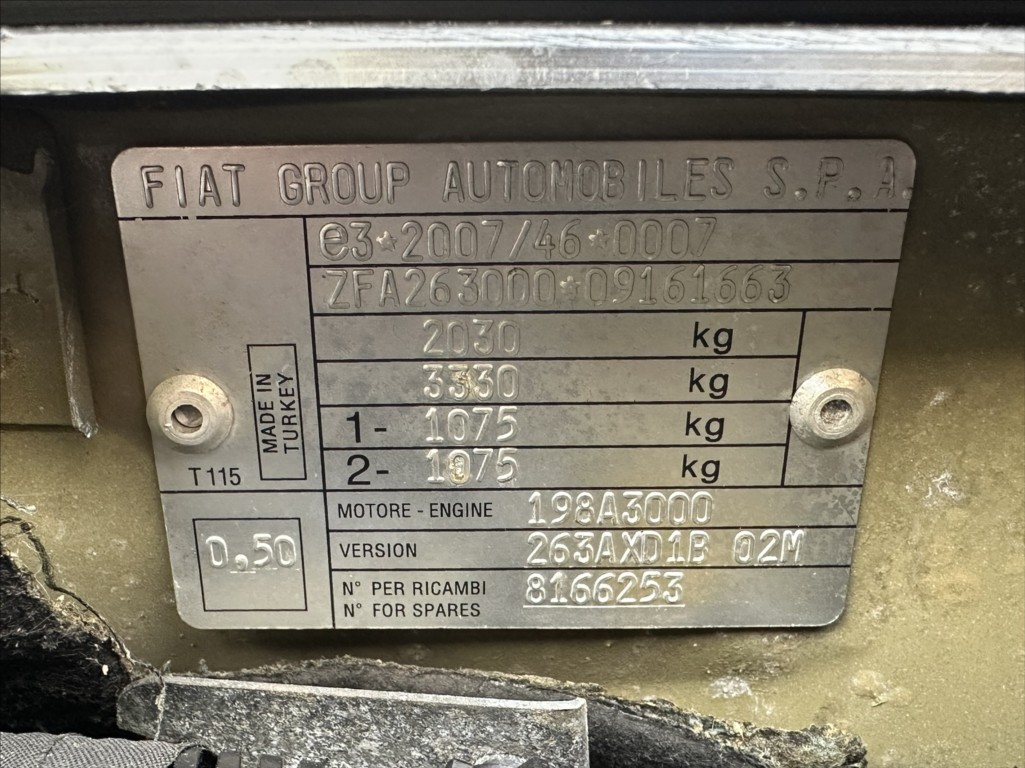 FIAT GROUP AUTOMOBILES S.P.A.
e3*2007/46*0007
ZFA263000*09161663
2030 kg
3330 kg
1- 1075 kg
2- 1075 kg
MADE IN
TURKEY
T115
0.50
MOTORE - ENGINE 198A3000
VERSION 263AXD1B 02M
N° PER RICAMBI
N° FOR SPARES
8166253